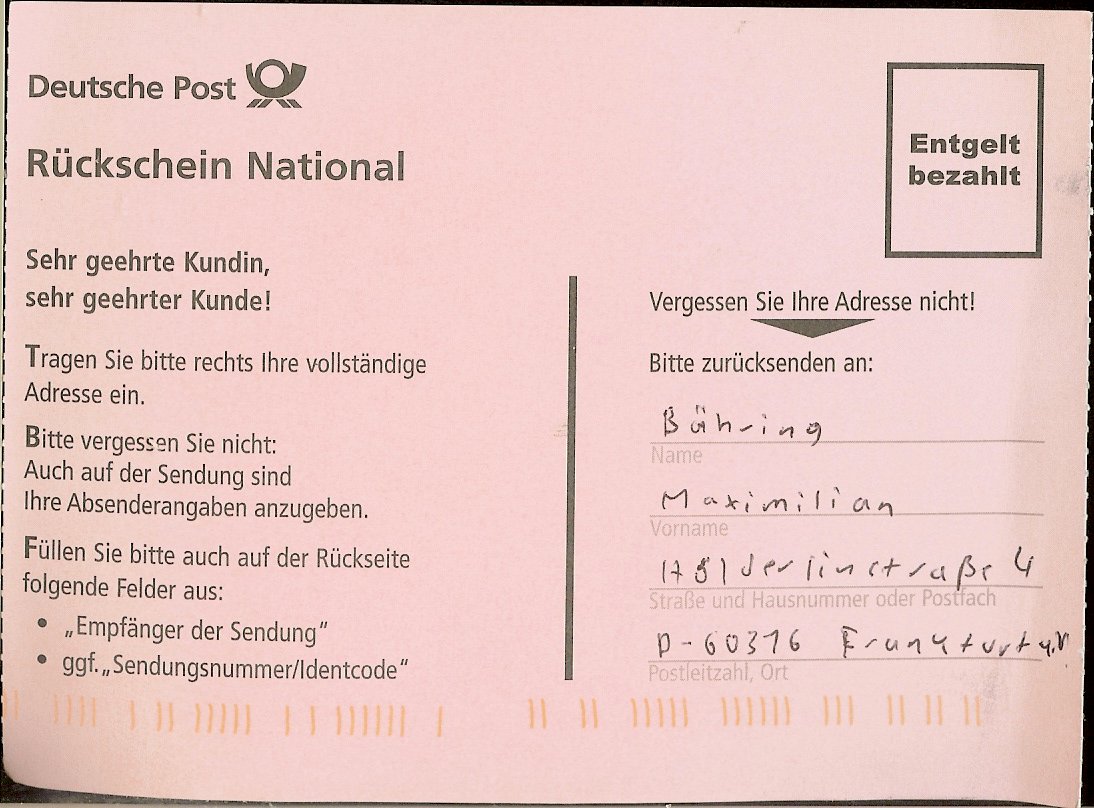 Deutsche Post
Rückschein National
Entgelt
bezahlt
Sehr geehrte Kundin,
sehr geehrter Kunde!
Tragen Sie bitte rechts Ihre vollständige
Adresse ein.
Bitte vergessen Sie nicht:
Auch auf der Sendung sind
Ihre Absenderangaben anzugeben.
Füllen Sie bitte auch auf der Rückseite
folgende Felder aus:
• „Empfänger der Sendung"
• ggf. „Sendungsnummer/Identcode"
Vergessen Sie Ihre Adresse nicht!
Bitte zurücksenden an:
Bähring
Name
Maximilian
Vorname
Hölderlinstraße 4
Straße und Hausnummer oder Postfach
D-60316 Frankfurt
Postleitzahl, Ort